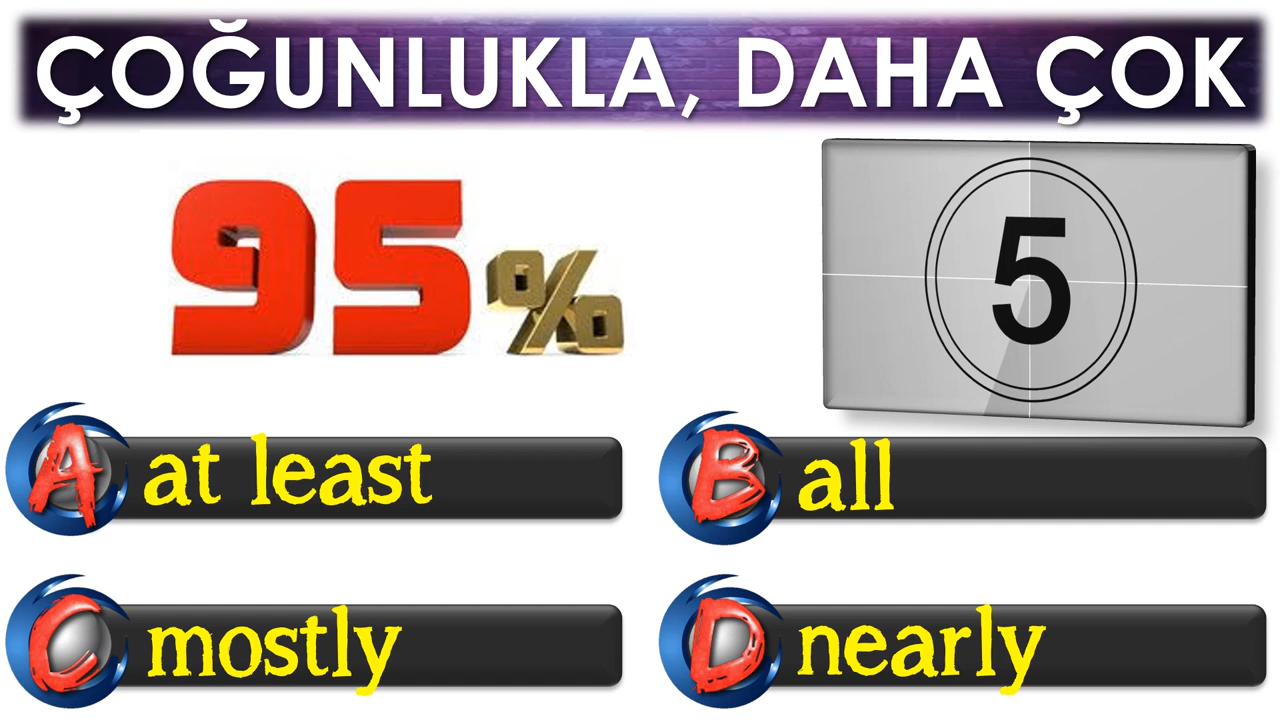 ÇOĞUNLUKLA, DAHA ÇOK
95%
5
A at least
B all
C mostly
D nearly